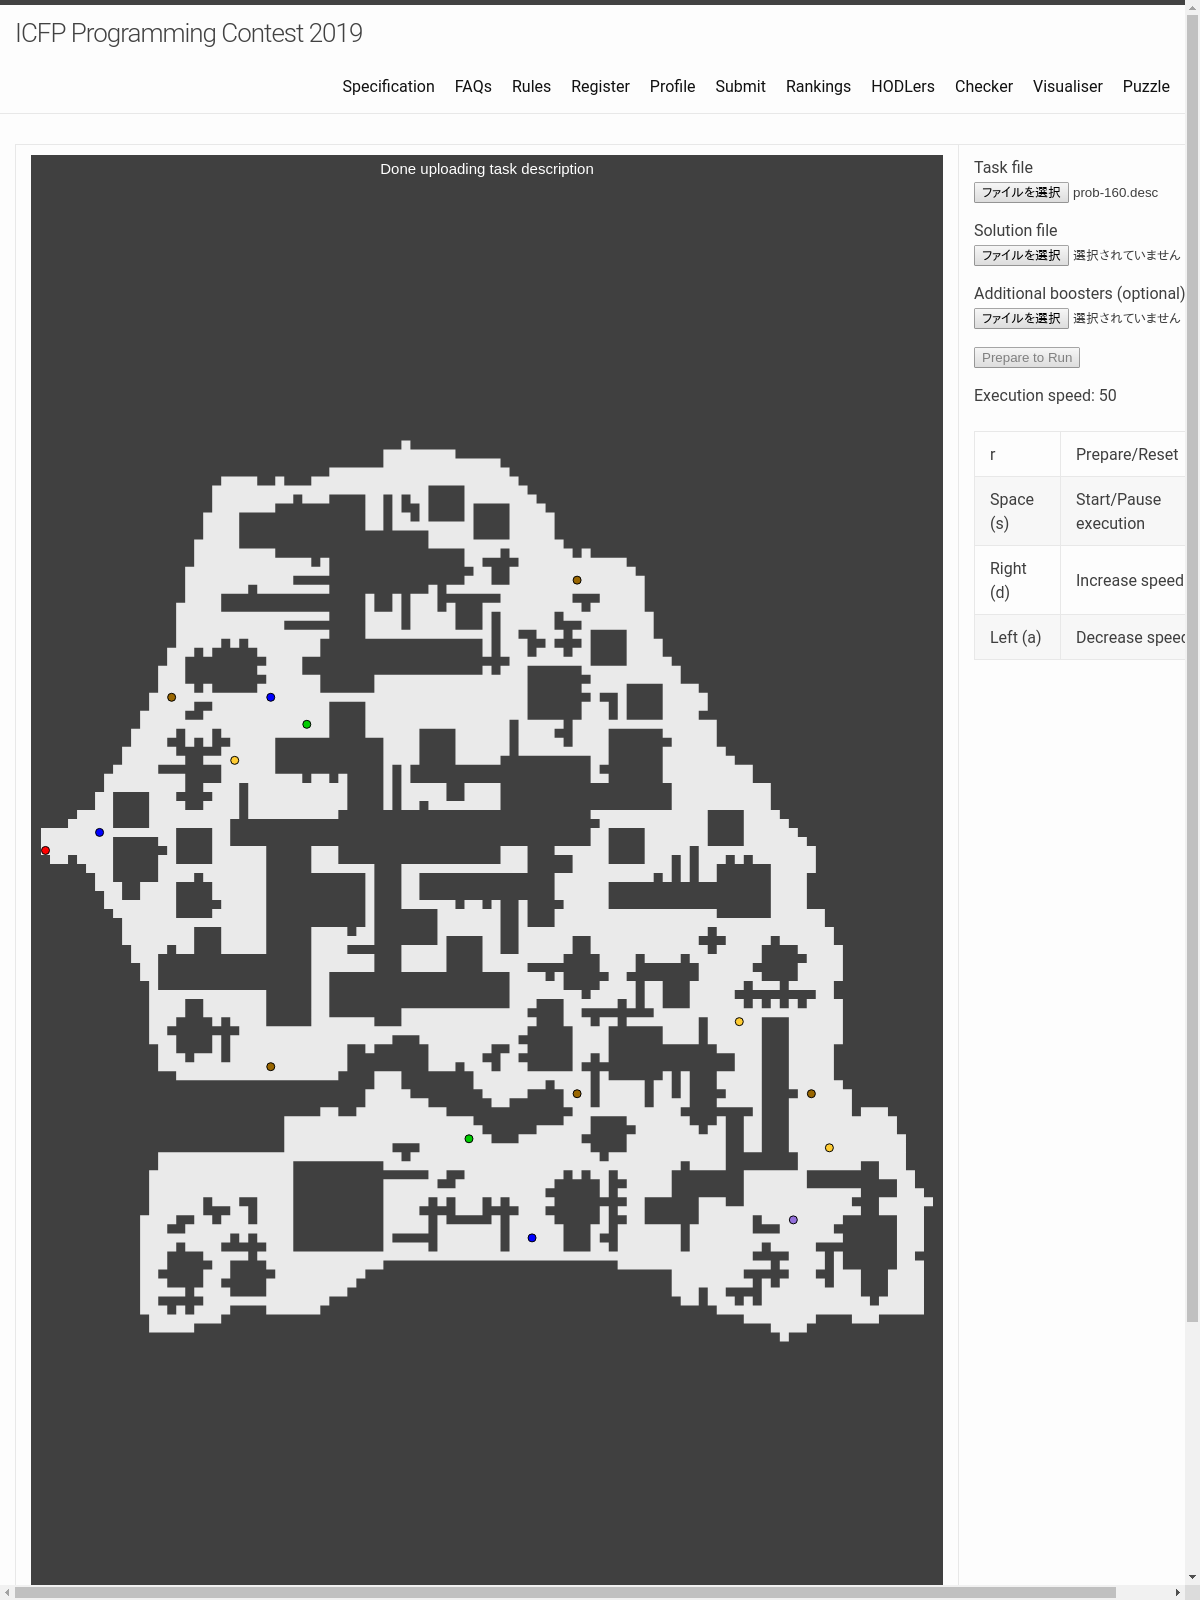 ICFP Programming Contest 2019
Specification FAQs Rules Register Profile Submit Rankings HODLers Checker Visualiser Puzzle
Done uploading task description
Task file
ファイルを選択 prob-160.desc
Solution file
ファイルを選択 選択されていません
Additional boosters (optional)
ファイルを選択 選択されていません
Prepare to Run
Execution speed: 50
r Prepare/Reset
Space (s) Start/Pause execution
Right (d) Increase speed
Left (a) Decrease speed